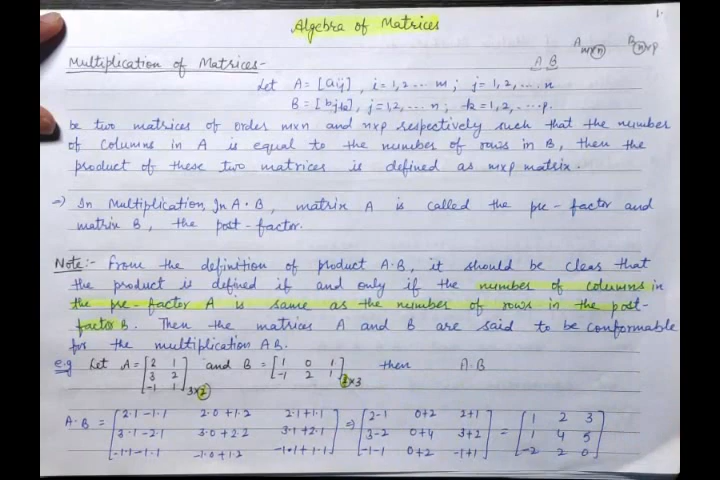 1.
Algebra of Matrices
A m×n B n×p
A B
Multiplication of Matrices:-
Let A = [aij], i = 1,2, ... m ; j = 1,2, .... n
B = [bjk], j = 1,2, .... n ; k = 1,2, .... p.
be two matrices of order m×n and n×p respectively such that the number
of columns in A is equal to the number of rows in B, then the
product of these two matrices is defined as m×p matrix.
=> In Multiplication, In A·B, matrix A is called the pre-factor and
matrix B, the post-factor.
Note:- From the definition of product A·B, it should be clear that
the product is defined if and only if the number of columns in
the pre-factor A is same as the number of rows in the post-
factor B. Then the matrices A and B are said to be conformable
for the multiplication AB.
e.g Let A = [2 1; 3 2; -1 1] 3×2 and B = [1 0 1; -1 2 1] 2×3 then A·B
A·B = [2·1-1·1 2·0+1·2 2·1+1·1; 3·1-2·1 3·0+2·2 3·1+2·1; -1·1-1·1 -1·0+1·2 -1·1+1·1] => [2-1 0+2 2+1; 3-2 0+4 3+2; -1-1 0+2 -1+1] = [1 2 3; 1 4 5; -2 2 0]